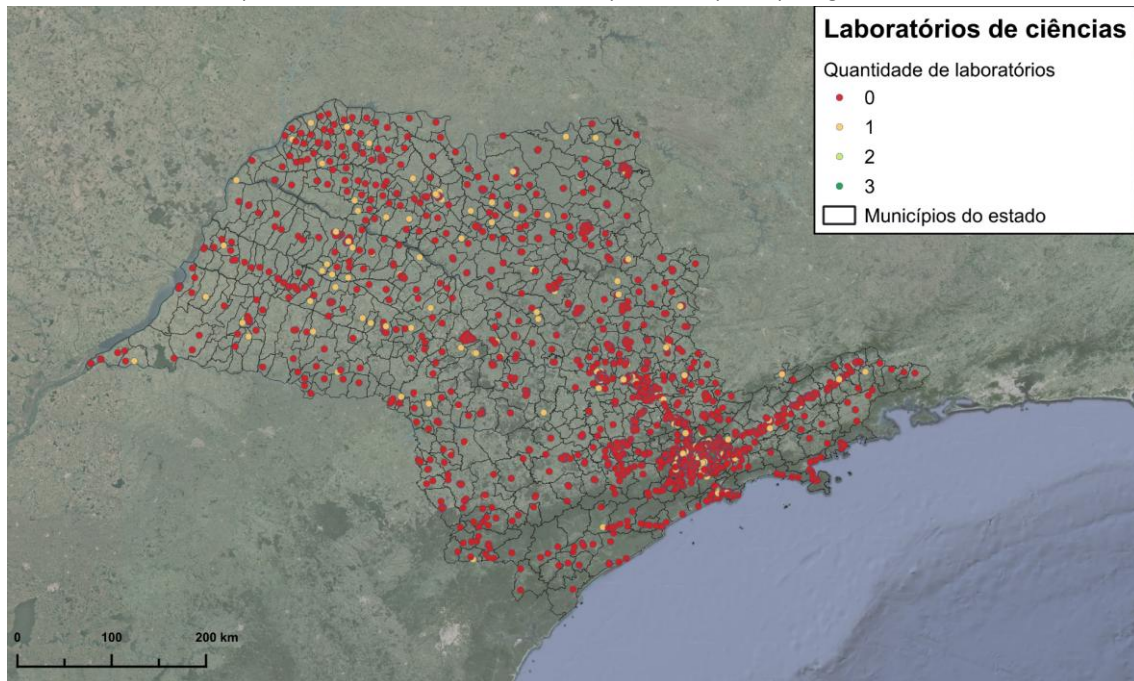 Laboratórios de ciências
Quantidade de laboratórios
0
1
2
3
Municípios do estado
0 100 200 km